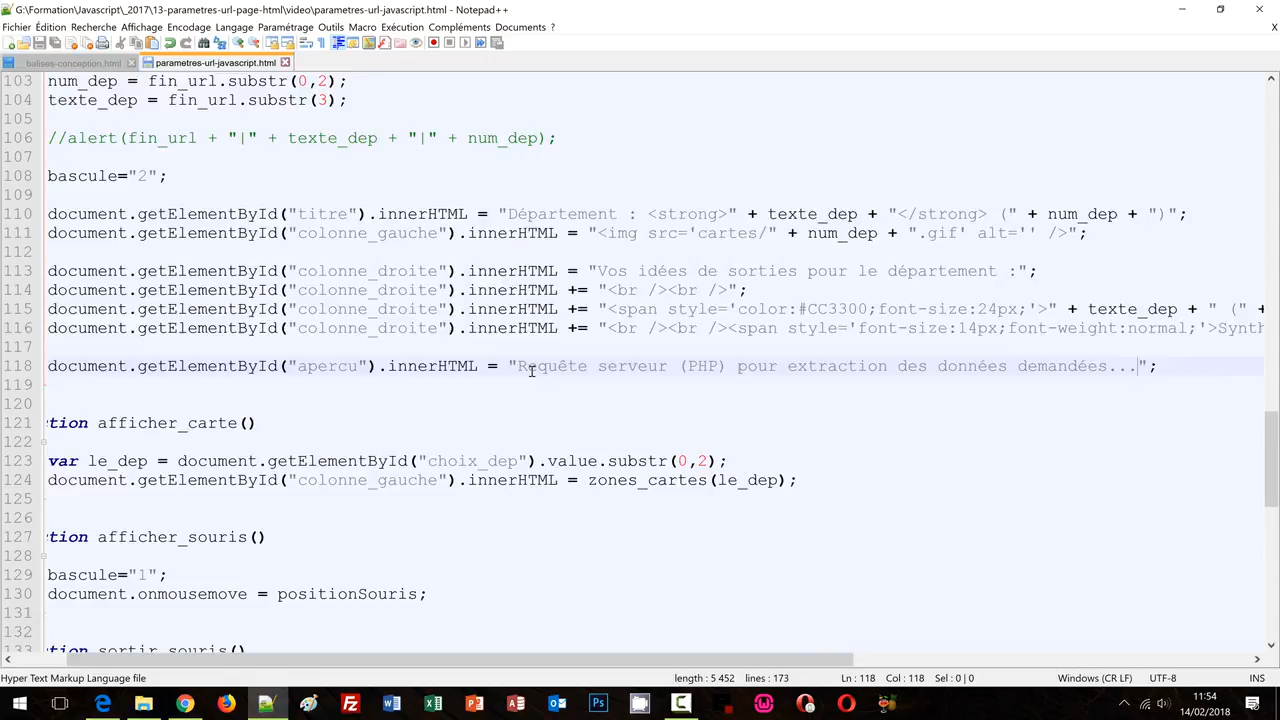 G:\Formation\Javascript\_2017\13-parametres-url-page-html\video\parametres-url-javascript.html - Notepad++
Fichier Édition Recherche Affichage Encodage Langage Paramétrage Outils Macro Exécution Compléments Documents ? X
balises-conception.html parametres-url-javascript.html
103 num_dep = fin_url.substr(0,2);
104 texte_dep = fin_url.substr(3);
105
106 //alert(fin_url + "|" + texte_dep + "|" + num_dep);
107
108 bascule="2";
109
110 document.getElementById("titre").innerHTML = "Département : <strong>" + texte_dep + "</strong> (" + num_dep + ")";
111 document.getElementById("colonne_gauche").innerHTML = "<img src='cartes/" + num_dep + ".gif' alt='' />";
112
113 document.getElementById("colonne_droite").innerHTML = "Vos idées de sorties pour le département :";
114 document.getElementById("colonne_droite").innerHTML += "<br /><br />";
115 document.getElementById("colonne_droite").innerHTML += "<span style='color:#CC3300;font-size:24px;'>" + texte_dep + " (" +
116 document.getElementById("colonne_droite").innerHTML += "<br /><br /><span style='font-size:14px;font-weight:normal;'>Synth
117
118 document.getElementById("apercu").innerHTML = "Requête serveur (PHP) pour extraction des données demandées...";
119
120
121 tion afficher_carte()
122
123 var le_dep = document.getElementById("choix_dep").value.substr(0,2);
124 document.getElementById("colonne_gauche").innerHTML = zones_cartes(le_dep);
125
126
127 tion afficher_souris()
128
129 bascule="1";
130 document.onmousemove = positionSouris;
131
132
133 tion sortir_souris()
Hyper Text Markup Language file length : 5 452 lines : 173 Ln : 118 Col : 118 Sel : 0 | 0 Windows (CR LF) UTF-8 INS
11:54
14/02/2018